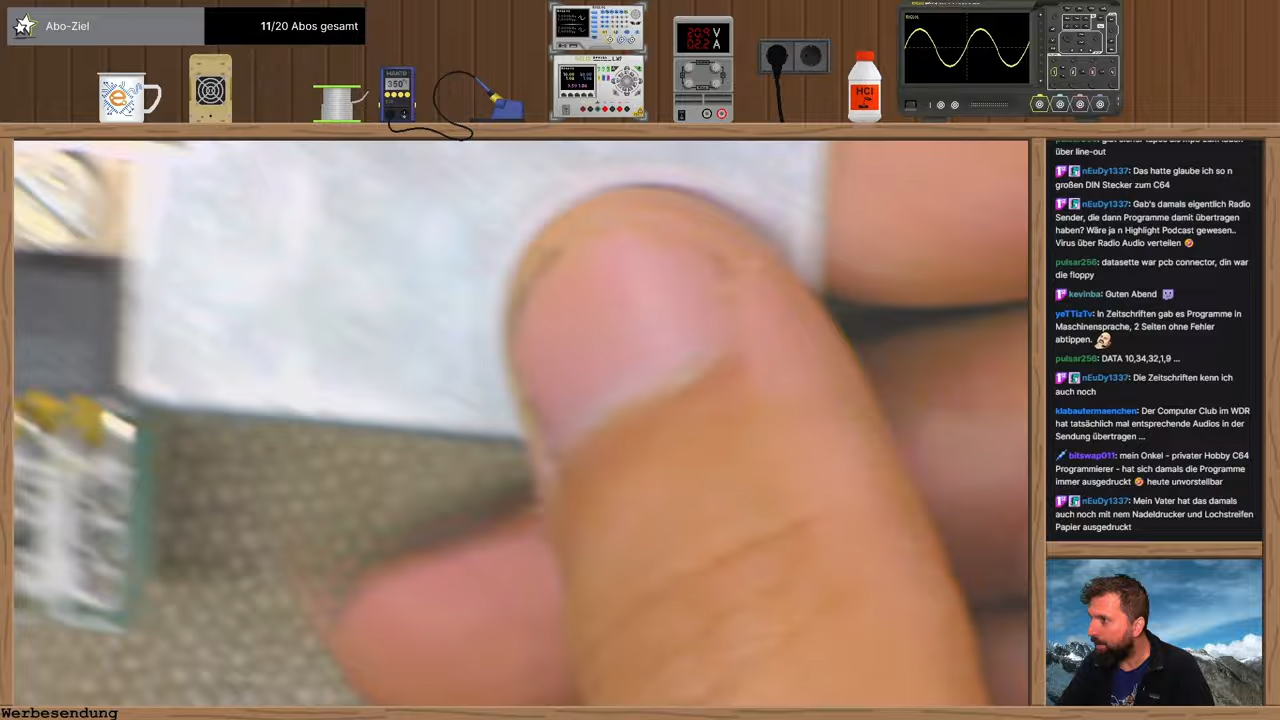 Abo-Ziel
11/20 Abos gesamt
350°
20.9 V
02.2 A
HCl
über line-out
nEuDy1337: Das hatte glaube ich so n
großen DIN Stecker zum C64
nEuDy1337: Gab's damals eigentlich Radio
Sender, die dann Programme damit übertragen
haben? Wäre ja n Highlight Podcast gewesen..
Virus über Radio Audio verteilen
pulsar256: datasette war pcb connector, din war
die floppy
kevinba: Guten Abend
yeTTizTv: In Zeitschriften gab es Programme in
Maschinensprache, 2 Seiten ohne Fehler
abtippen.
pulsar256: DATA 10,34,32,1,9 ...
nEuDy1337: Die Zeitschriften kenn ich
auch noch
klabautermaenchen: Der Computer Club im WDR
hat tatsächlich mal entsprechende Audios in der
Sendung übertragen ...
bitswap011: mein Onkel - privater Hobby C64
Programmierer - hat sich damals die Programme
immer ausgedruckt heute unvorstellbar
nEuDy1337: Mein Vater hat das damals
auch noch mit nem Nadeldrucker und Lochstreifen
Papier ausgedruckt
Werbesendung